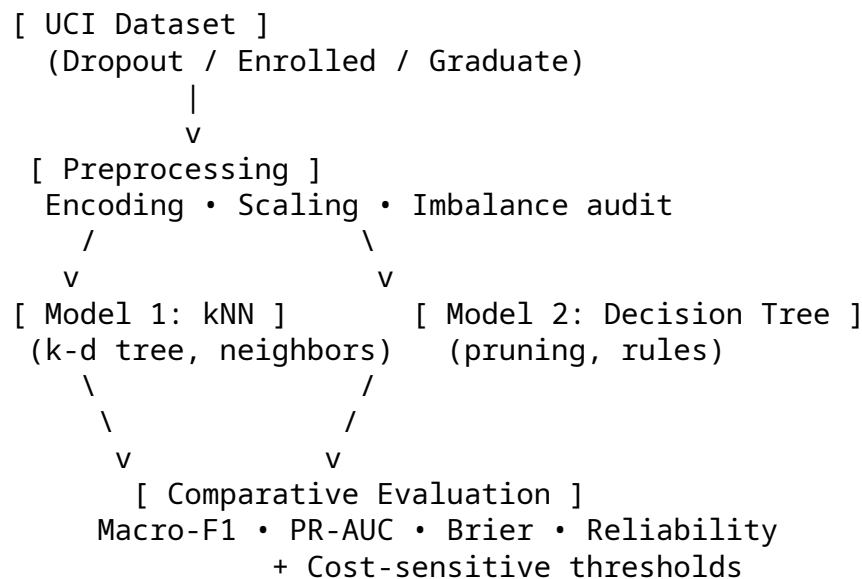 [ UCI Dataset ]
(Dropout / Enrolled / Graduate)
|
v
[ Preprocessing ]
Encoding • Scaling • Imbalance audit
/ \
v v
[ Model 1: kNN ] [ Model 2: Decision Tree ]
(k-d tree, neighbors) (pruning, rules)
\ /
\ /
v v
[ Comparative Evaluation ]
Macro-F1 • PR-AUC • Brier • Reliability
+ Cost-sensitive thresholds